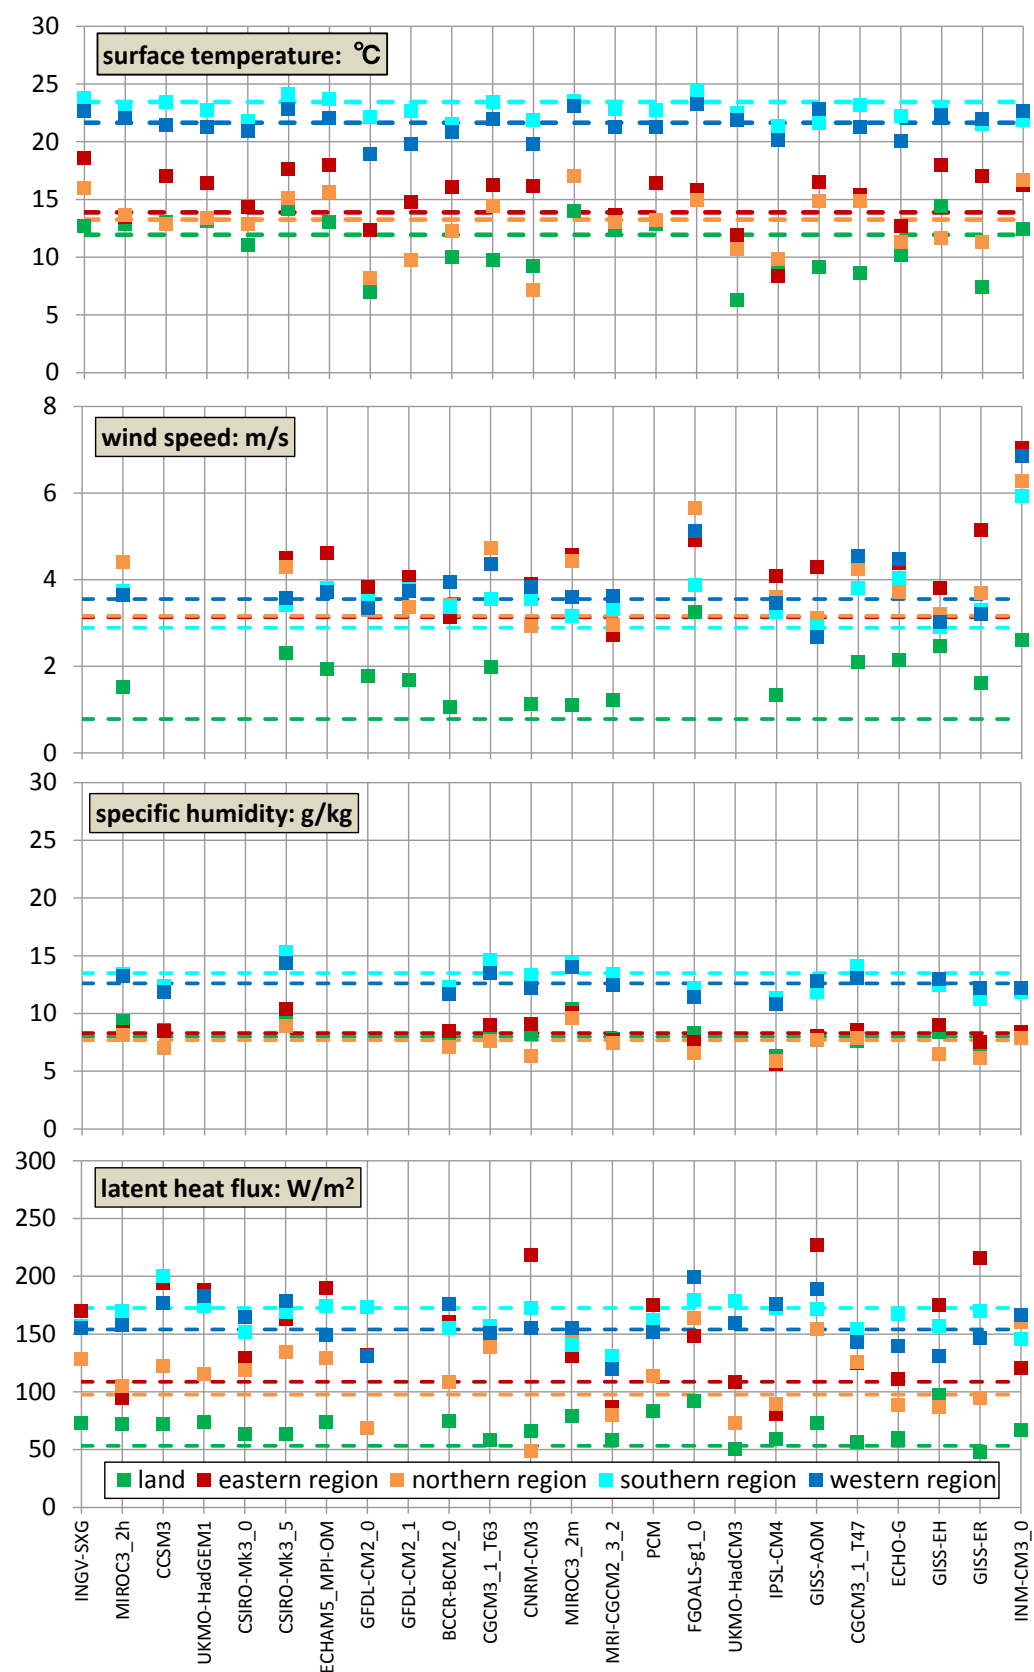 30
surface temperature: ℃
25
20
15
10
5
0
8
wind speed: m/s
6
4
2
0
30
specific humidity: g/kg
25
20
15
10
5
0
300
latent heat flux: W/m²
250
200
150
100
50
0
land eastern region northern region southern region western region
INGV-SXG
MIROC3_2h
CCSM3
UKMO-HadGEM1
CSIRO-Mk3_0
CSIRO-Mk3_5
ECHAM5_MPI-OM
GFDL-CM2_0
GFDL-CM2_1
BCCR-BCM2_0
CGCM3_1_T63
CNRM-CM3
MIROC3_2m
MRI-CGCM2_3_2
PCM
FGOALS-g1_0
UKMO-HadCM3
IPSL-CM4
GISS-AOM
CGCM3_1_T47
ECHO-G
GISS-EH
GISS-ER
INM-CM3_0